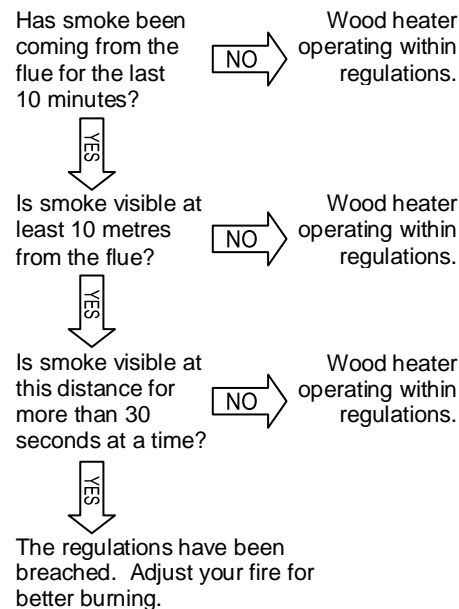 Has smoke been
coming from the
flue for the last
10 minutes?
NO
Wood heater
operating within
regulations.
YES
Is smoke visible at
least 10 metres
from the flue?
NO
Wood heater
operating within
regulations.
YES
Is smoke visible at
this distance for
more than 30
seconds at a time?
NO
Wood heater
operating within
regulations.
YES
The regulations have been
breached.  Adjust your fire for
better burning.